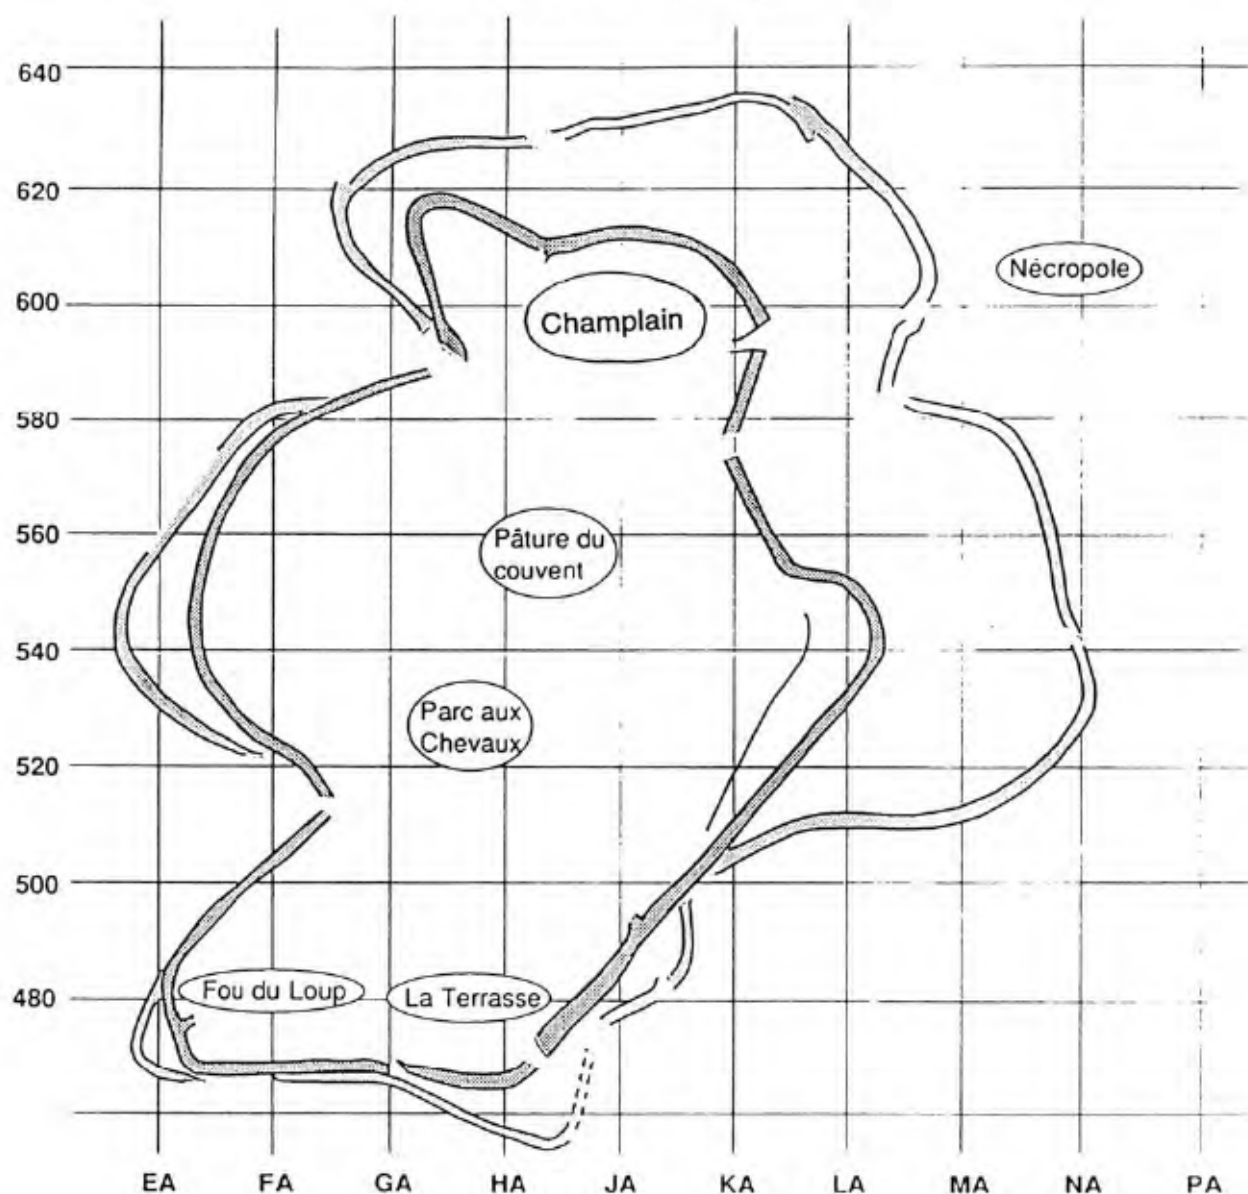 640
620
Nécropole
600
Champlain
580
560
Pâture du
couvent
540
Parc aux
Chevaux
520
500
Fou du Loup
La Terrasse
480
EA FA GA HA JA KA LA MA NA PA